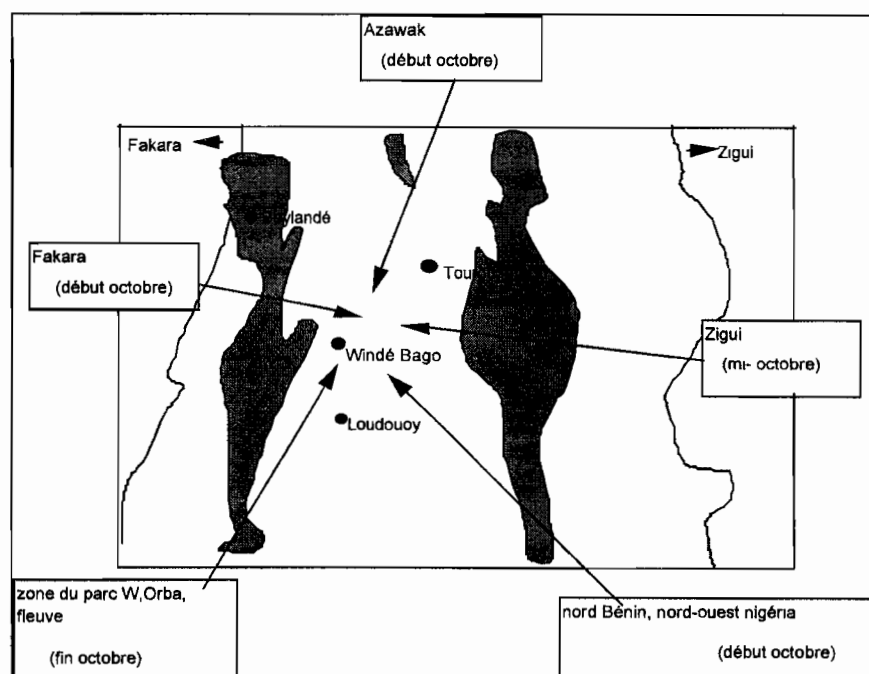 Azawak
(début octobre)
Fakara
Zigui
Fakara
(début octobre)
Zigui
(mi- octobre)
Windé Bago
Loudouoy
zone du parc W,Orba,
fleuve
(fin octobre)
nord Bénin, nord-ouest nigéria
(début octobre)